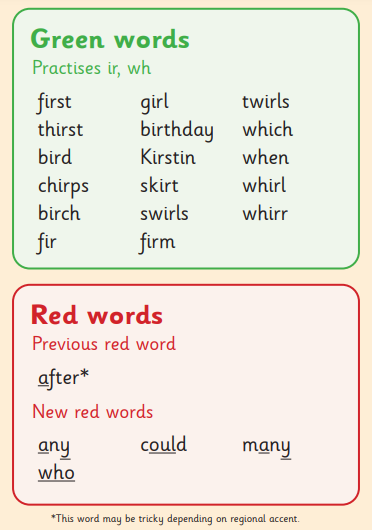 Green words
Practises ir, wh
first girl twirls
thirst birthday which
bird Kirstin when
chirps skirt whirl
birch swirls whirr
fir firm
Red words
Previous red word
after*
New red words
any could many
who
*This word may be tricky depending on regional accent.